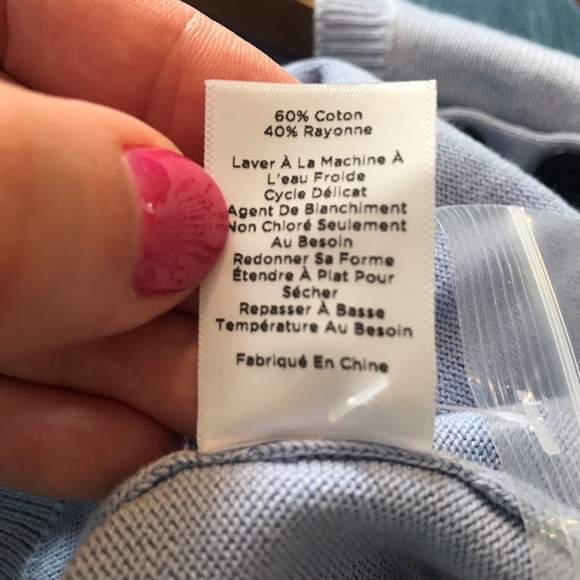 60% Coton
40% Rayonne
Laver À La Machine À
L'eau Froide
Cycle Délicat
Agent De Blanchiment
Non Chloré Seulement
Au Besoin
Redonner Sa Forme
Étendre À Plat Pour
Sécher
Repasser À Basse
Température Au Besoin
Fabriqué En Chine